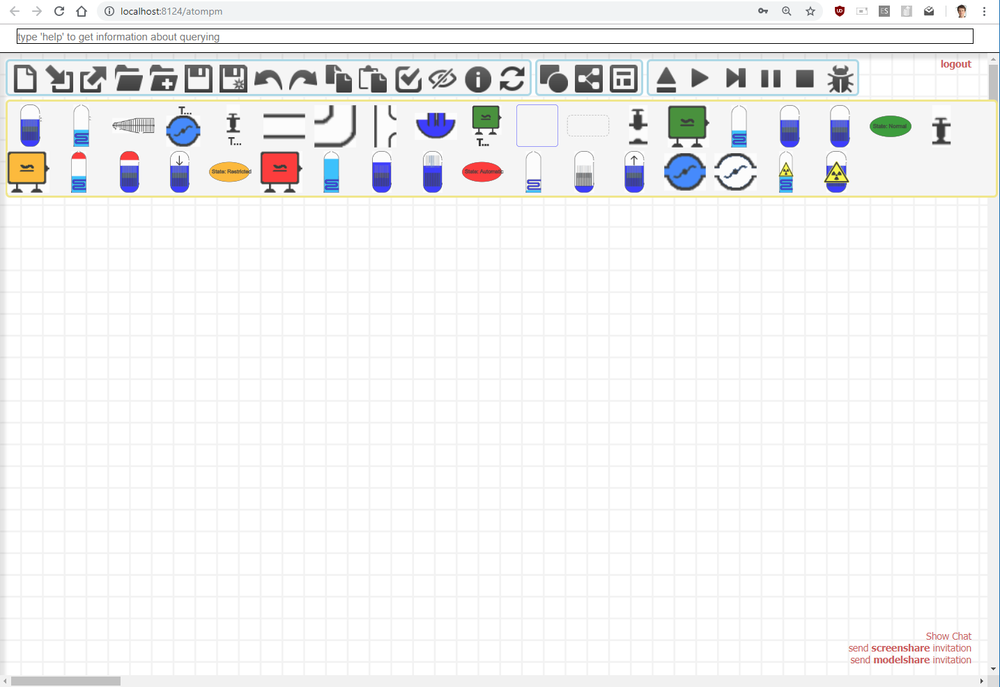 localhost:8124/atompm
type 'help' to get information about querying
logout
T...
T...
T...
State: Normal
State: Restricted
State: Automatic
Show Chat
send screenshare invitation
send modelshare invitation